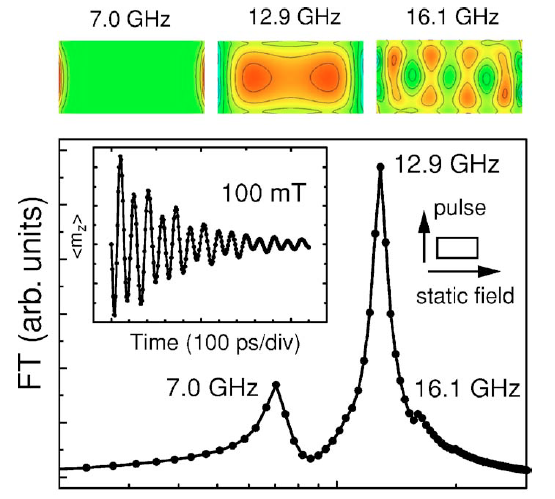 7.0 GHz 12.9 GHz 16.1 GHz
100 mT
<m_z>
Time (100 ps/div)
12.9 GHz
pulse
static field
7.0 GHz
16.1 GHz
FT (arb. units)